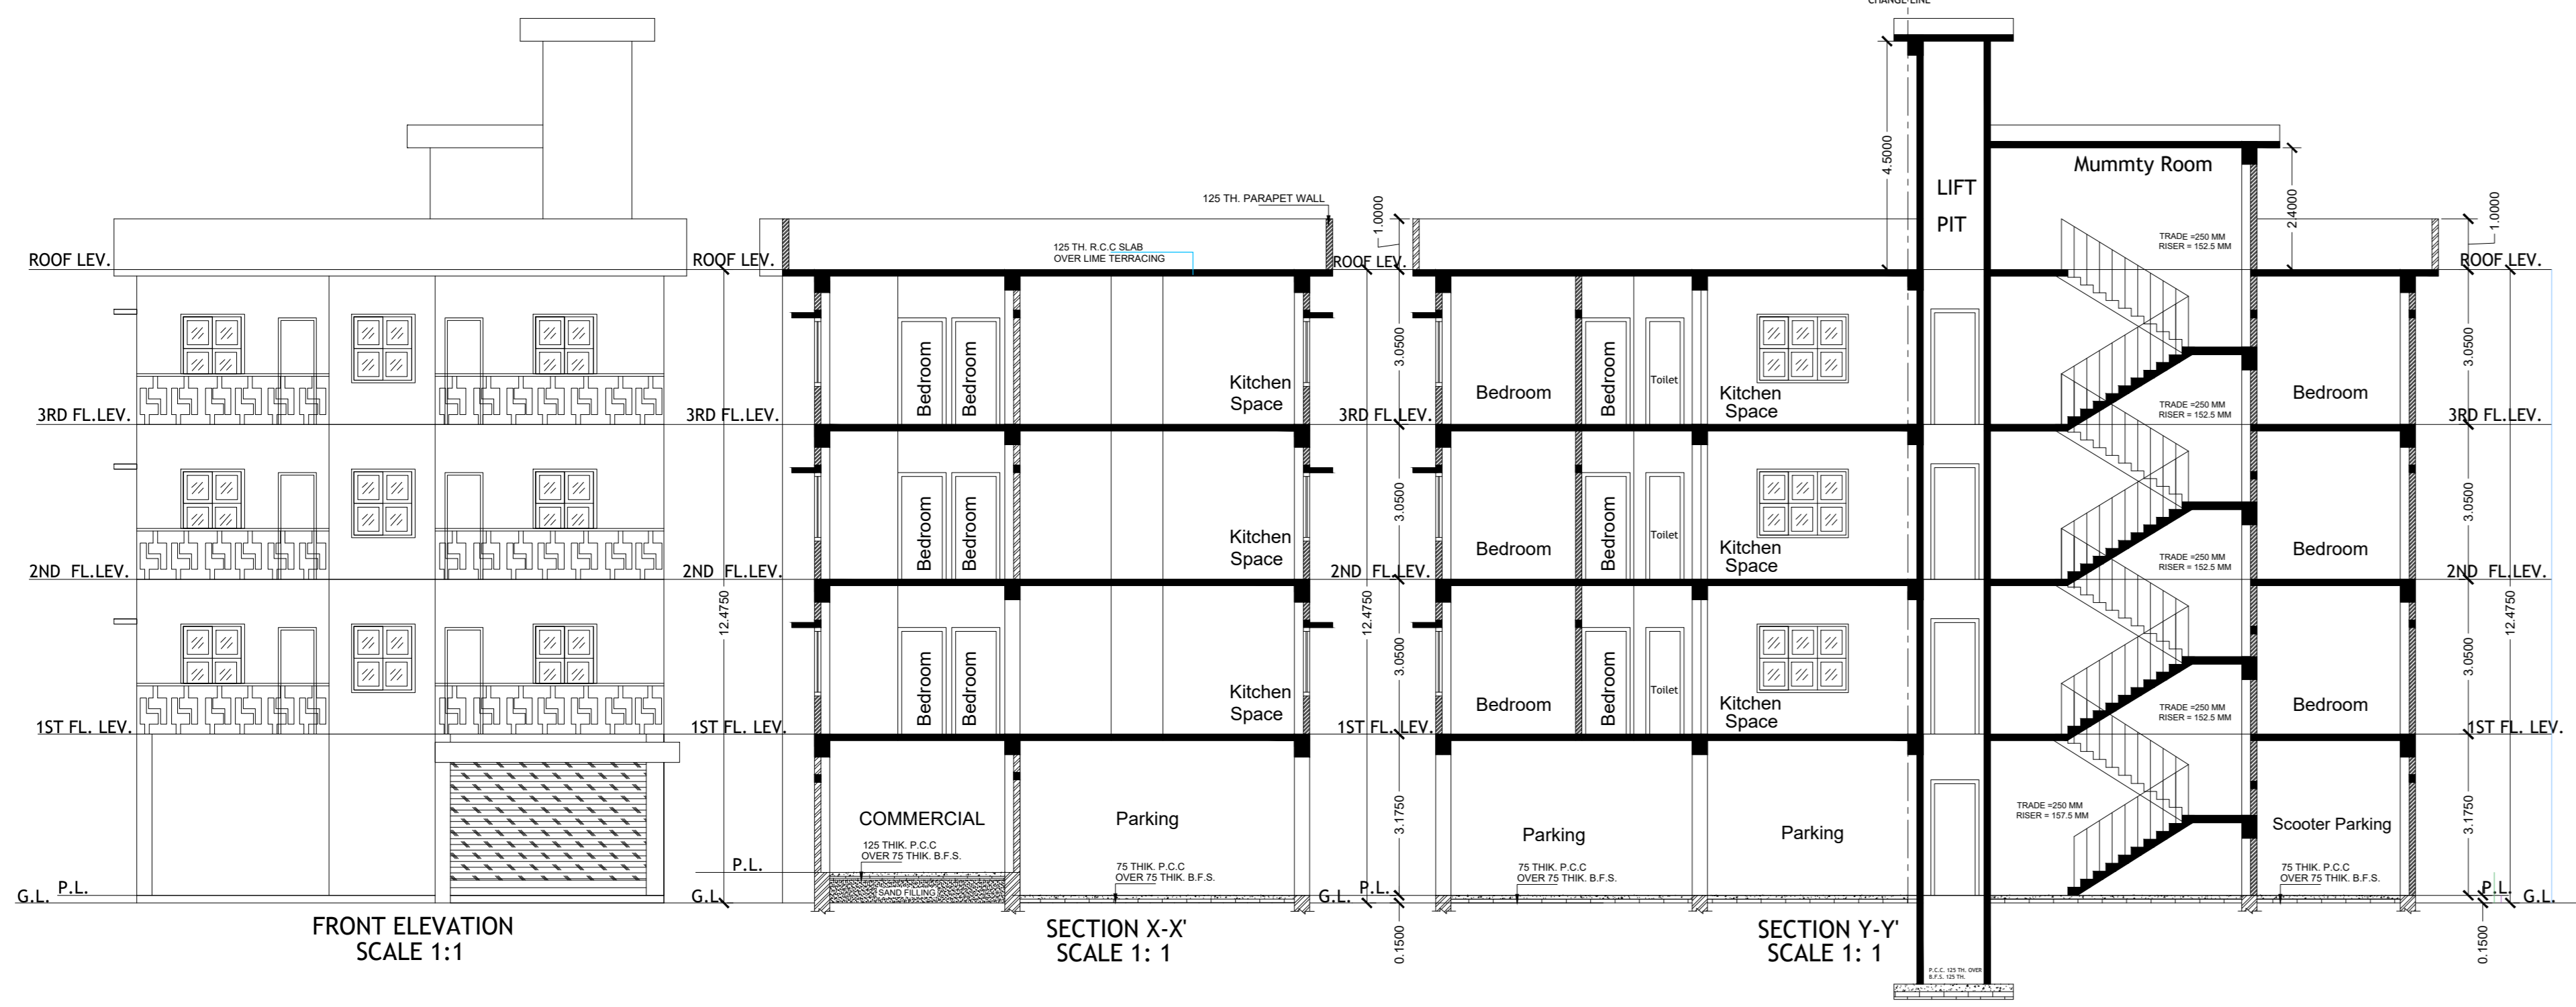 CHANGE LINE
4.5000
LIFT
PIT
Mummty Room
2.4000
1.0000
125 TH. PARAPET WALL
125 TH. R.C.C SLAB
OVER LIME TERRACING
1.0000
TRADE =250 MM
RISER = 152.5 MM
ROOF LEV.
ROOF LEV.
ROOF LEV.
ROOF LEV.
Bedroom
Bedroom
Kitchen
Space
3.0500
Bedroom
Bedroom
Toilet
Kitchen
Space
TRADE =250 MM
RISER = 152.5 MM
Bedroom
3.0500
3RD FL.LEV.
3RD FL.LEV.
3RD FL.LEV.
3RD FL.LEV.
Bedroom
Bedroom
Kitchen
Space
3.0500
Bedroom
Bedroom
Toilet
Kitchen
Space
TRADE =250 MM
RISER = 152.5 MM
Bedroom
3.0500
2ND FL.LEV.
2ND FL.LEV.
2ND FL.LEV.
2ND FL.LEV.
12.4750
12.4750
12.4750
Bedroom
Bedroom
Kitchen
Space
3.0500
Bedroom
Bedroom
Toilet
Kitchen
Space
TRADE =250 MM
RISER = 152.5 MM
Bedroom
3.0500
1ST FL. LEV.
1ST FL. LEV.
1ST FL. LEV.
1ST FL. LEV.
COMMERCIAL
Parking
3.1750
Parking
Parking
TRADE =250 MM
RISER = 157.5 MM
Scooter Parking
3.1750
125 THIK. P.C.C
OVER 75 THIK. B.F.S.
SAND FILLING
75 THIK. P.C.C
OVER 75 THIK. B.F.S.
75 THIK. P.C.C
OVER 75 THIK. B.F.S.
75 THIK. P.C.C
OVER 75 THIK. B.F.S.
P.L.
G.L.
P.L.
G.L.
P.L.
G.L.
P.L.
G.L.
0.1500
0.1500
FRONT ELEVATION
SCALE 1:1
SECTION X-X'
SCALE 1: 1
SECTION Y-Y'
SCALE 1: 1
P.C.C. 125 TH. OVER
B.F.S. 125 TH.